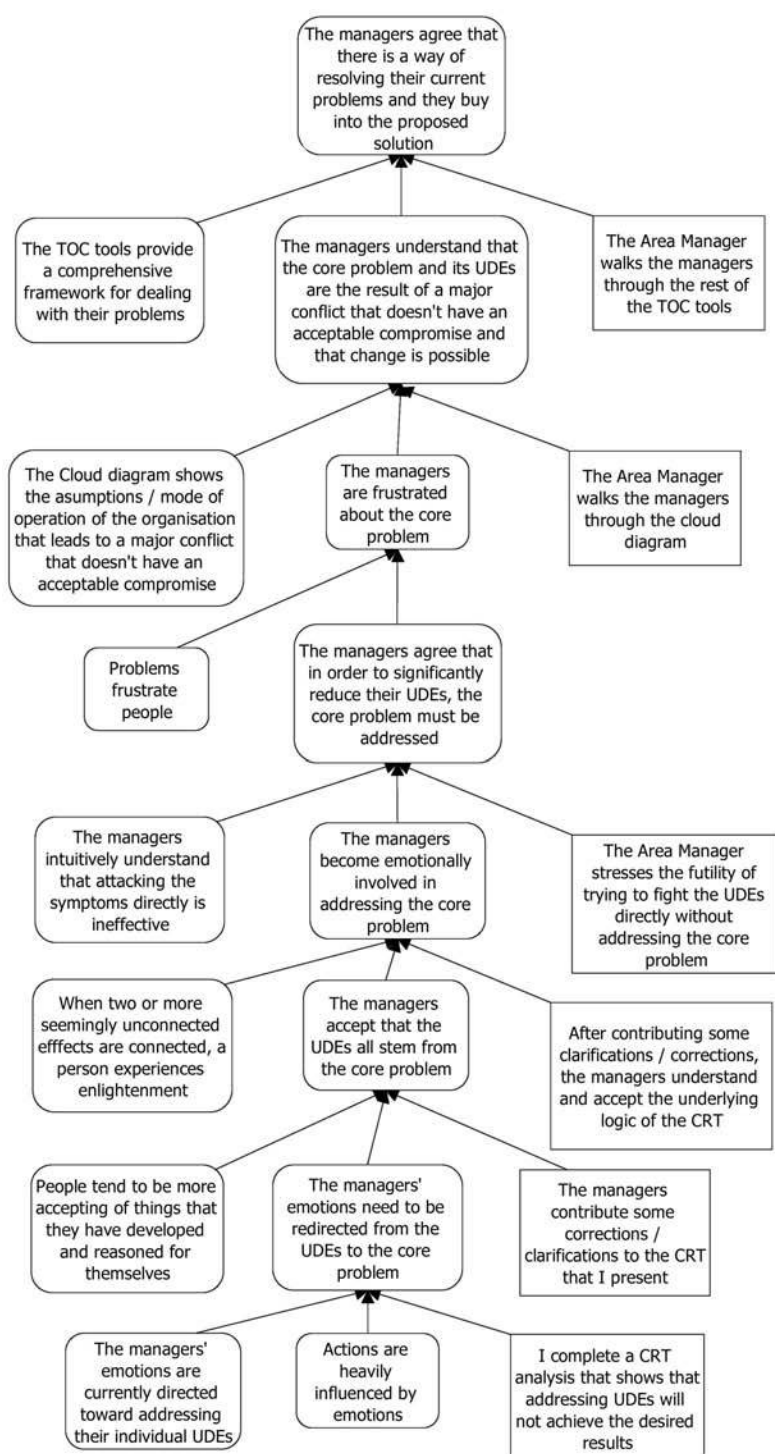 The managers agree that
there is a way of
resolving their current
problems and they buy
into the proposed
solution
The TOC tools provide
a comprehensive
framework for dealing
with their problems
The managers understand that
the core problem and its UDEs
are the result of a major
conflict that doesn't have an
acceptable compromise and
that change is possible
The Area Manager
walks the managers
through the rest of
the TOC tools
The Cloud diagram shows
the asumptions / mode of
operation of the organisation
that leads to a major conflict
that doesn't have an
acceptable compromise
The managers
are frustrated
about the core
problem
The Area Manager
walks the managers
through the cloud
diagram
Problems
frustrate
people
The managers agree that
in order to significantly
reduce their UDEs, the
core problem must be
addressed
The managers
intuitively understand
that attacking the
symptoms directly is
ineffective
The managers
become emotionally
involved in
addressing the core
problem
The Area Manager
stresses the futility of
trying to fight the UDEs
directly without
addressing the core
problem
When two or more
seemingly unconnected
efffects are connected, a
person experiences
enlightenment
The managers
accept that the
UDEs all stem from
the core problem
After contributing some
clarifications / corrections,
the managers understand
and accept the underlying
logic of the CRT
People tend to be more
accepting of things that
they have developed
and reasoned for
themselves
The managers'
emotions need to be
redirected from the
UDEs to the core
problem
The managers
contribute some
corrections /
clarifications to the CRT
that I present
The managers'
emotions are
currently directed
toward addressing
their individual UDEs
Actions are
heavily
influenced by
emotions
I complete a CRT
analysis that shows that
addressing UDEs will
not achieve the desired
results